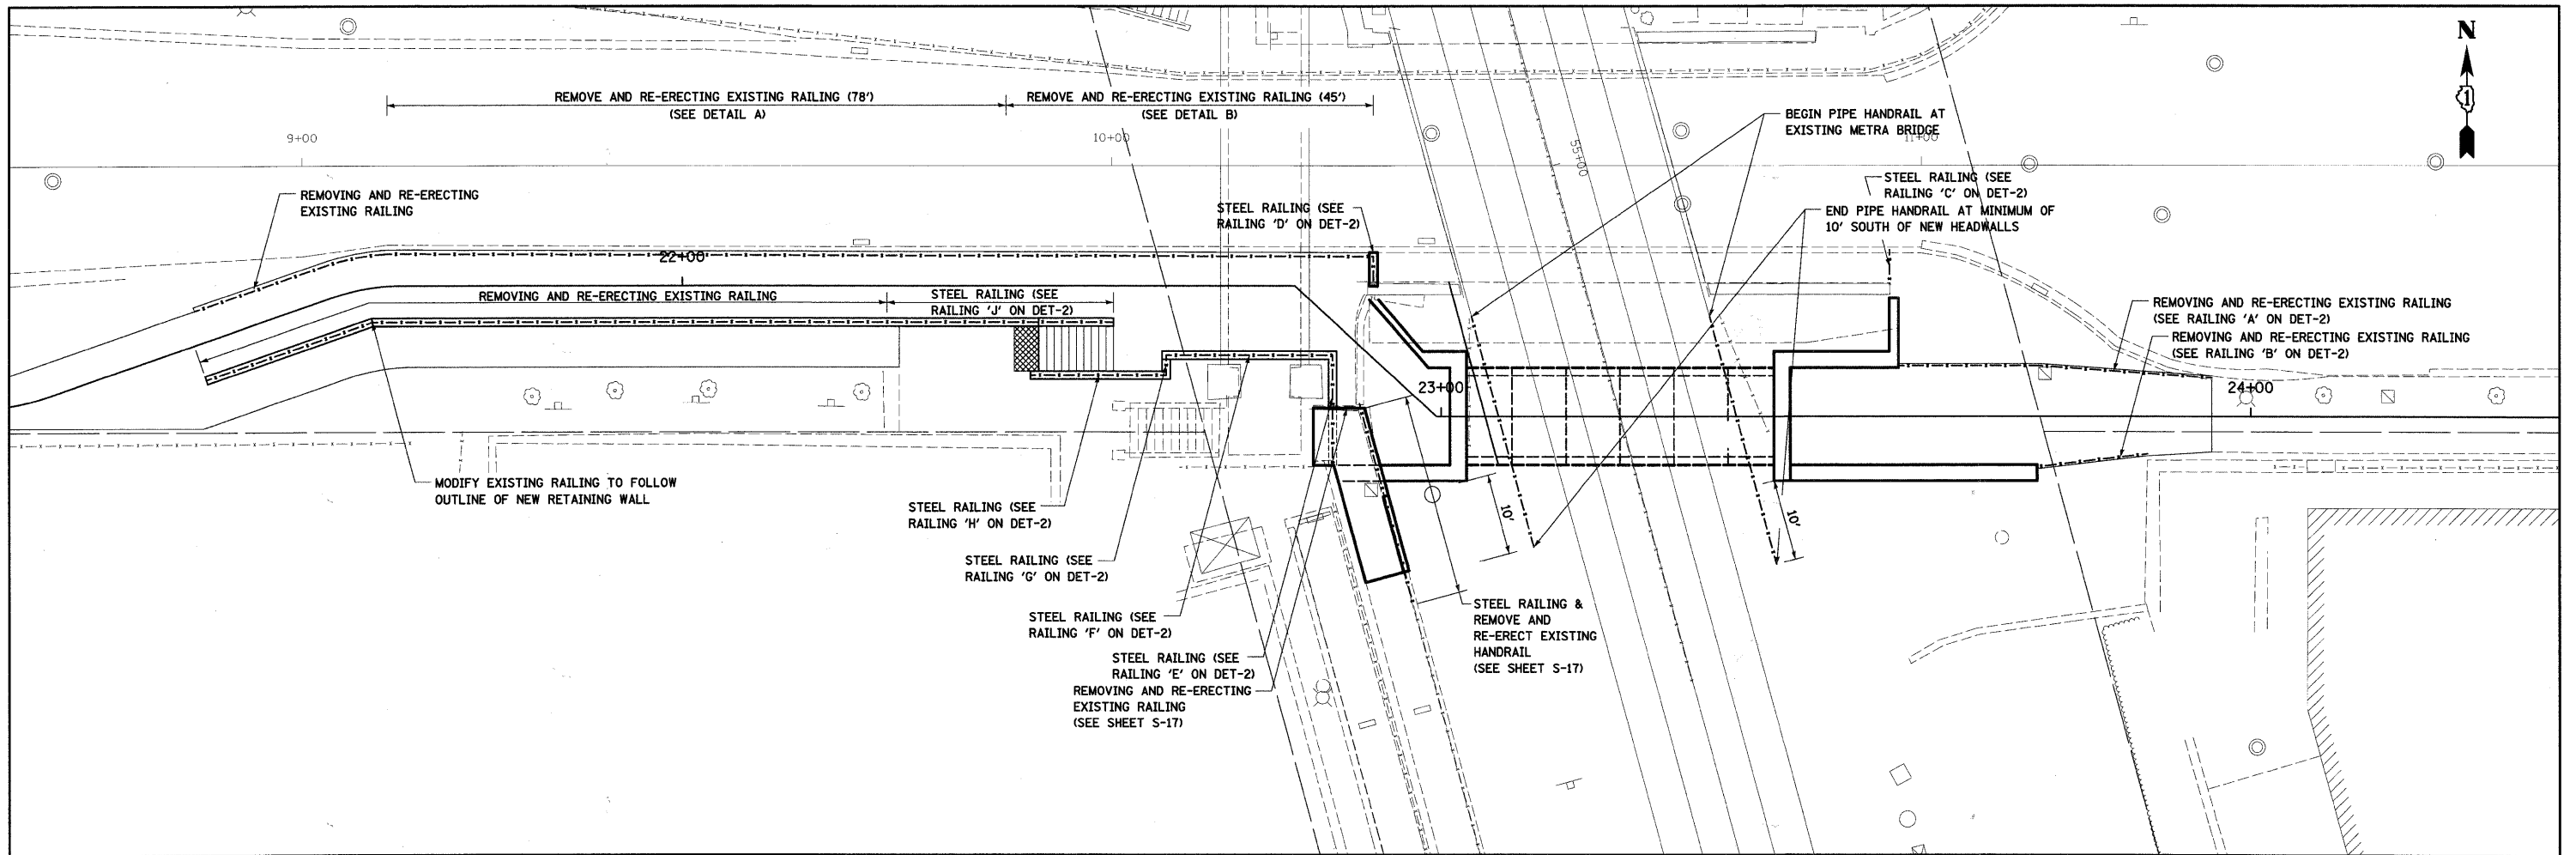 N
1
REMOVE AND RE-ERECTING EXISTING RAILING (78')
(SEE DETAIL A)
REMOVE AND RE-ERECTING EXISTING RAILING (45')
(SEE DETAIL B)
9+00
10+00
11+00
55+00
BEGIN PIPE HANDRAIL AT
EXISTING METRA BRIDGE
STEEL RAILING (SEE
RAILING 'C' ON DET-2)
END PIPE HANDRAIL AT MINIMUM OF
10' SOUTH OF NEW HEADWALLS
REMOVING AND RE-ERECTING
EXISTING RAILING
STEEL RAILING (SEE
RAILING 'D' ON DET-2)
22+00
REMOVING AND RE-ERECTING EXISTING RAILING
STEEL RAILING (SEE
RAILING 'J' ON DET-2)
REMOVING AND RE-ERECTING EXISTING RAILING
(SEE RAILING 'A' ON DET-2)
REMOVING AND RE-ERECTING EXISTING RAILING
(SEE RAILING 'B' ON DET-2)
23+00
24+00
MODIFY EXISTING RAILING TO FOLLOW
OUTLINE OF NEW RETAINING WALL
STEEL RAILING (SEE
RAILING 'H' ON DET-2)
10'
10'
STEEL RAILING (SEE
RAILING 'G' ON DET-2)
STEEL RAILING (SEE
RAILING 'F' ON DET-2)
STEEL RAILING (SEE
RAILING 'E' ON DET-2)
REMOVING AND RE-ERECTING
EXISTING RAILING
(SEE SHEET S-17)
STEEL RAILING &
REMOVE AND
RE-ERECT EXISTING
HANDRAIL
(SEE SHEET S-17)